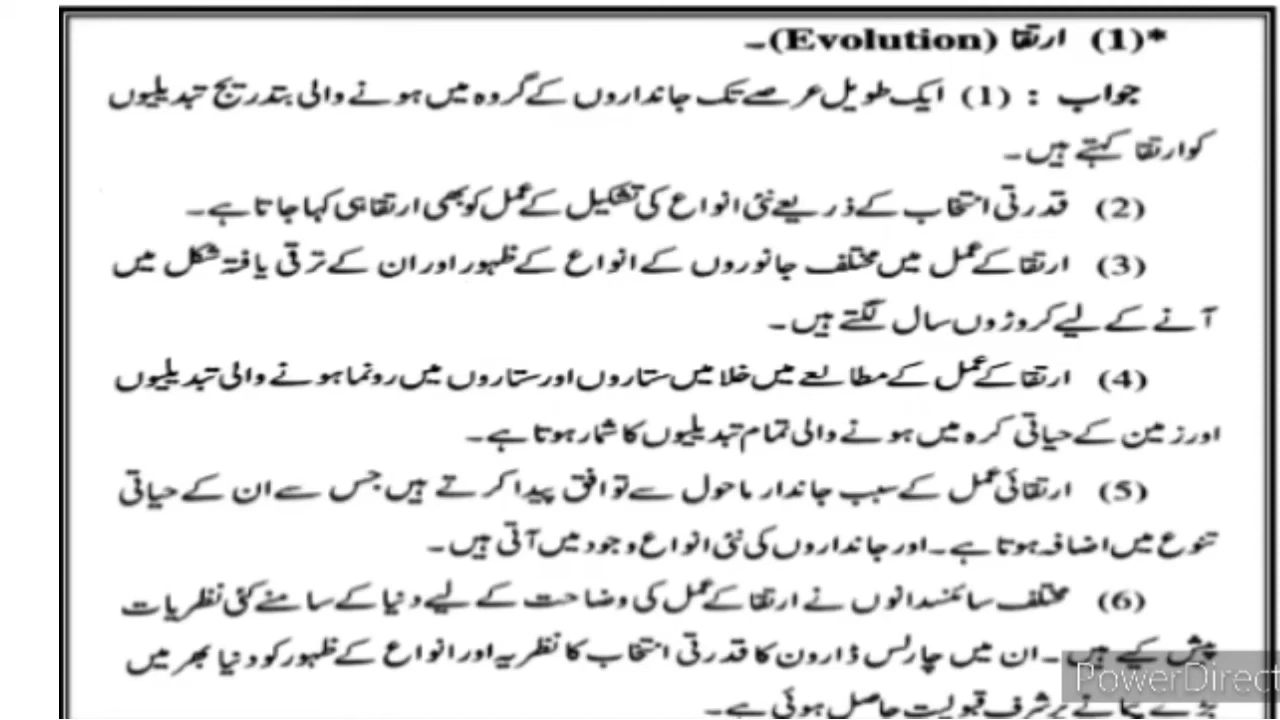 *(1) ارتقا (Evolution)۔
جواب : (1) ایک طویل عرصے تک جانداروں کے گروہ میں ہونے والی بتدریج تبدیلیوں
کو ارتقا کہتے ہیں۔
(2) قدرتی انتخاب کے ذریعے نئی انواع کی تشکیل کے عمل کو بھی ارتقا ہی کہا جاتا ہے۔
(3) ارتقا کے عمل میں مختلف جانوروں کے انواع کے ظہور اور ان کے ترقی یافتہ شکل میں
آنے کے لیے کروڑوں سال لگتے ہیں۔
(4) ارتقا کے عمل کے مطالعے میں خلا میں ستاروں اور ستاروں میں رونما ہونے والی تبدیلیوں
اور زمین کے حیاتی کرہ میں ہونے والی تمام تبدیلیوں کا شمار ہوتا ہے۔
(5) ارتقائی عمل کے سبب جاندار ماحول سے توافق پیدا کرتے ہیں جس سے ان کے حیاتی
تنوع میں اضافہ ہوتا ہے۔ اور جانداروں کی نئی انواع وجود میں آتی ہیں۔
(6) مختلف سائنسدانوں نے ارتقا کے عمل کی وضاحت کے لیے دنیا کے سامنے کئی نظریات
پیش کیے ہیں۔ ان میں چارلس ڈارون کا قدرتی انتخاب کا نظریہ اور انواع کے ظہور کو دنیا بھر میں
بڑے پیمانے پر شرف قبولیت حاصل ہوئی ہے۔
PowerDirect